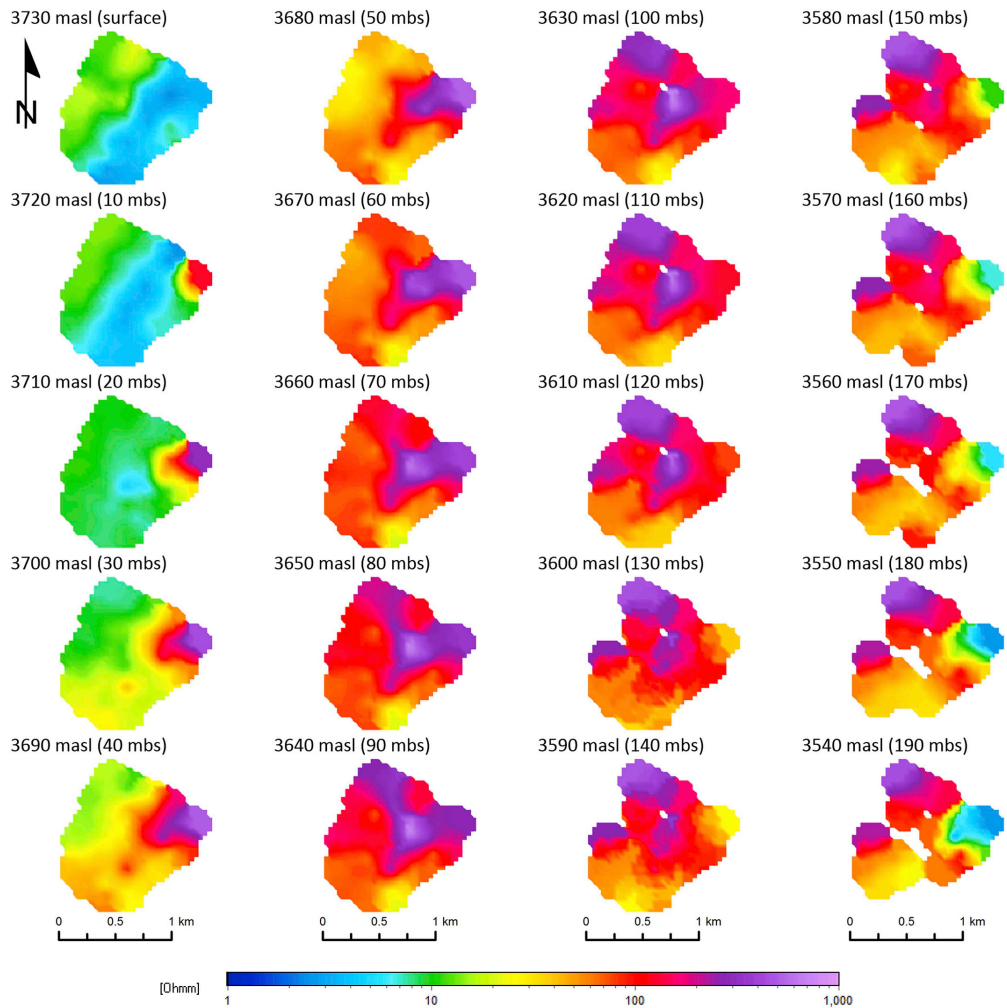 3730 masl (surface)
3680 masl (50 mbs)
3630 masl (100 mbs)
3580 masl (150 mbs)
N
3720 masl (10 mbs)
3670 masl (60 mbs)
3620 masl (110 mbs)
3570 masl (160 mbs)
3710 masl (20 mbs)
3660 masl (70 mbs)
3610 masl (120 mbs)
3560 masl (170 mbs)
3700 masl (30 mbs)
3650 masl (80 mbs)
3600 masl (130 mbs)
3550 masl (180 mbs)
3690 masl (40 mbs)
3640 masl (90 mbs)
3590 masl (140 mbs)
3540 masl (190 mbs)
0 0.5 1 km
0 0.5 1 km
0 0.5 1 km
0 0.5 1 km
[Ohmm]
1 10 100 1,000